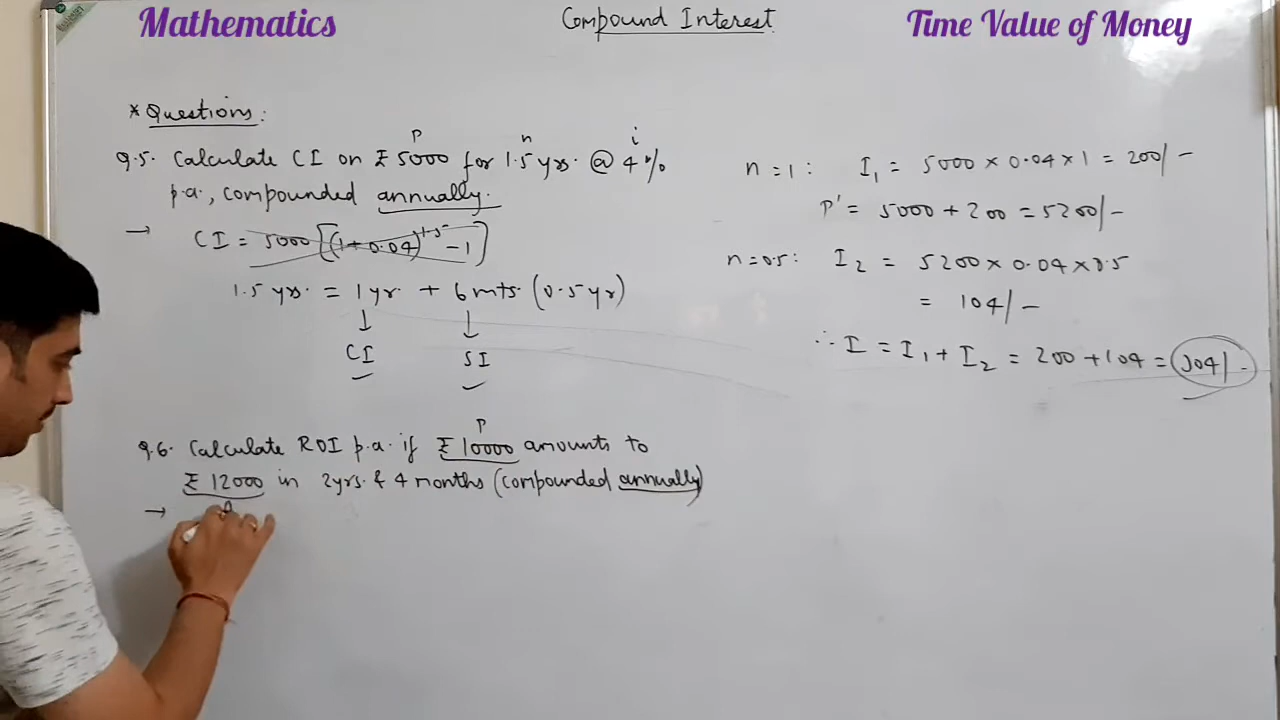 Mathematics
Compound Interest
Time Value of Money
* Questions:
P n i
Q.5. Calculate CI on ₹ 5000 for 1.5 yrs. @ 4%
p.a., compounded annually.
→ CI = 5000 [(1+0.04)^1.5 - 1]
1.5 yrs. = 1 yr. + 6 mts. (0.5 yr)
↓ ↓
CI SI
n = 1 : I₁ = 5000 × 0.04 × 1 = 200/-
P' = 5000 + 200 = 5200/-
n = 0.5 : I₂ = 5200 × 0.04 × 0.5
= 104/-
∴ I = I₁ + I₂ = 200 + 104 = 304/-
P
Q.6. Calculate ROI p.a. if ₹ 10000 amounts to
₹ 12000 in 2yrs. & 4 months (compounded annually)
→ A